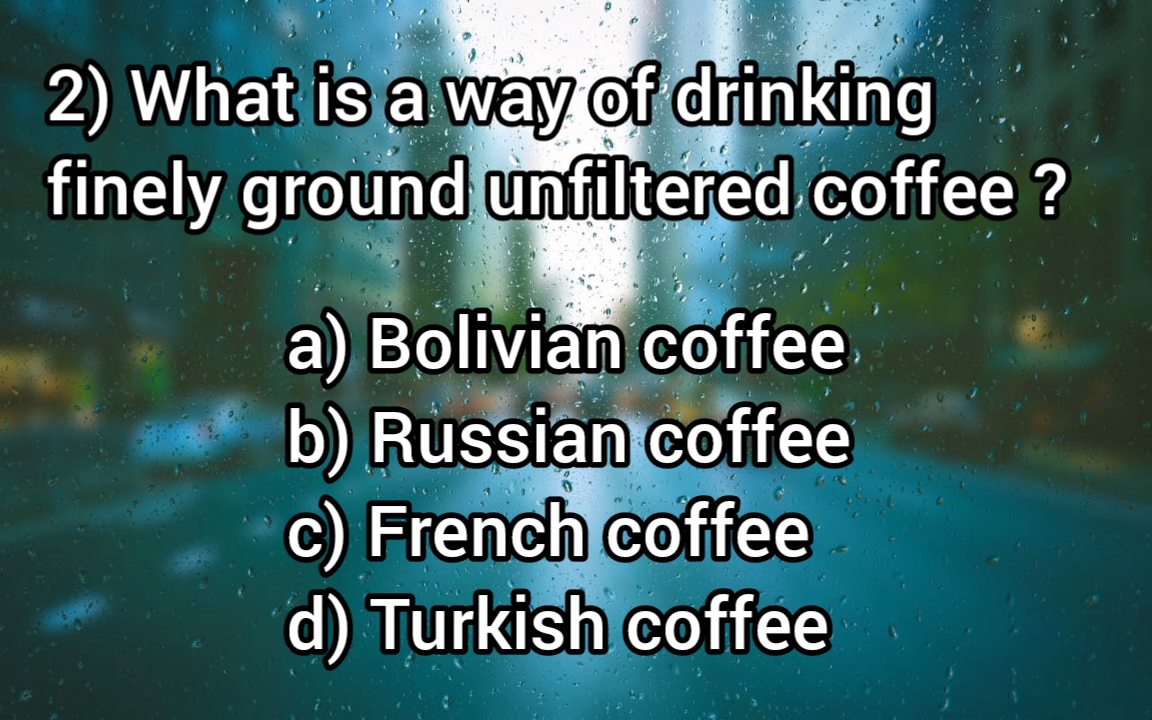 2) What is a way of drinking
finely ground unfiltered coffee ?
a) Bolivian coffee
b) Russian coffee
c) French coffee
d) Turkish coffee